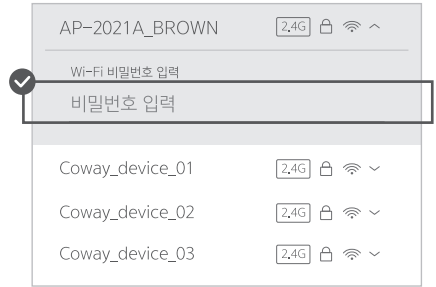 AP-2021A_BROWN 2.4G
Wi-Fi 비밀번호 입력
비밀번호 입력
Coway_device_01 2.4G
Coway_device_02 2.4G
Coway_device_03 2.4G